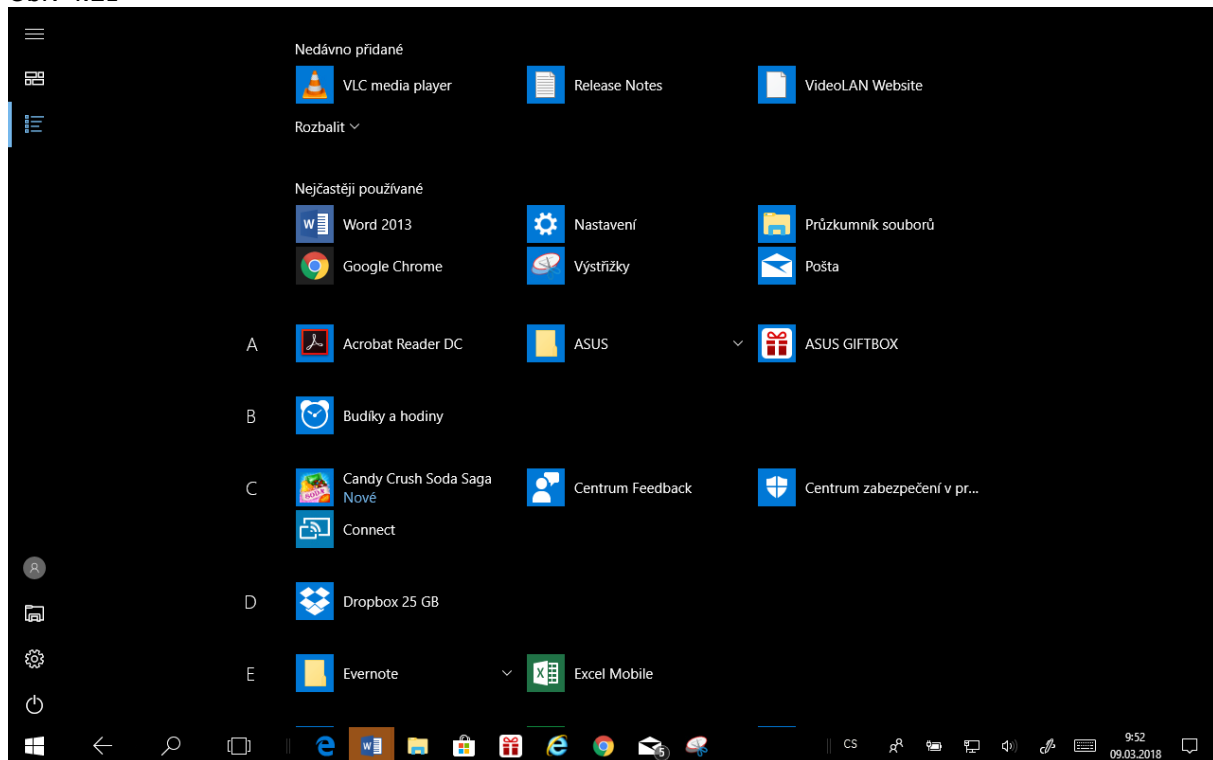 Nedávno přidané
VLC media player
Release Notes
VideoLAN Website
Rozbalit
Nejčastěji používané
Word 2013
Nastavení
Průzkumník souborů
Google Chrome
Výstřižky
Pošta
A
Acrobat Reader DC
ASUS
ASUS GIFTBOX
B
Budíky a hodiny
C
Candy Crush Soda Saga
Nové
Centrum Feedback
Centrum zabezpečení v pr...
Connect
D
Dropbox 25 GB
E
Evernote
Excel Mobile
5
CS
9:52
09.03.2018